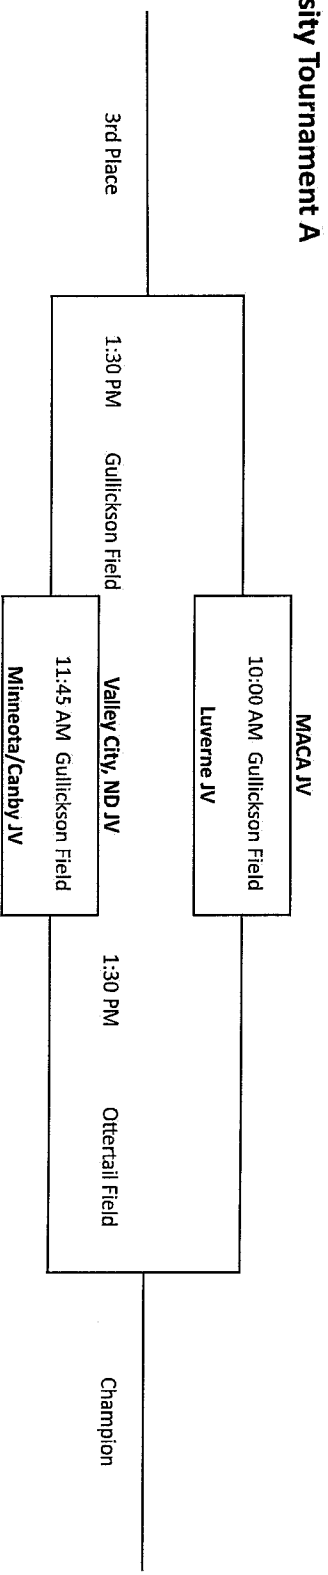 sity Tournament A
MACA JV
10:00 AM Gullickson Field
Luverne JV
3rd Place
1:30 PM Gullickson Field
Valley City, ND JV
1:30 PM Ottertail Field
Champion
11:45 AM Gullickson Field
Minneota/Canby JV